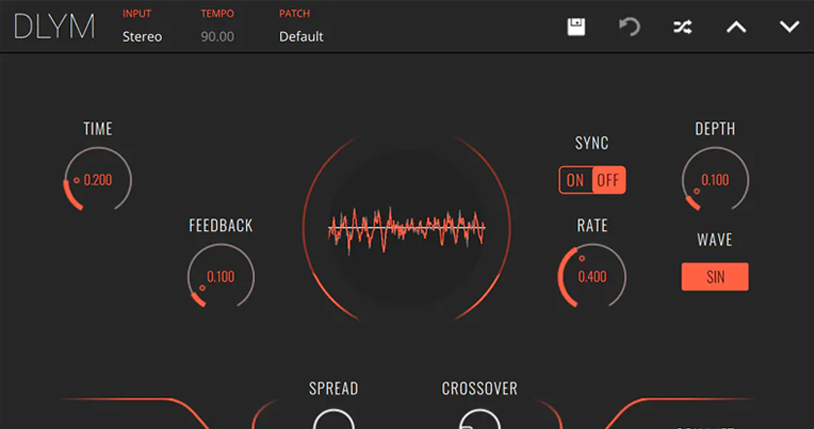 DLYM
INPUT
Stereo
TEMPO
90.00
PATCH
Default
TIME
0.200
FEEDBACK
0.100
SYNC
ON OFF
RATE
0.400
DEPTH
0.100
WAVE
SIN
SPREAD
CROSSOVER